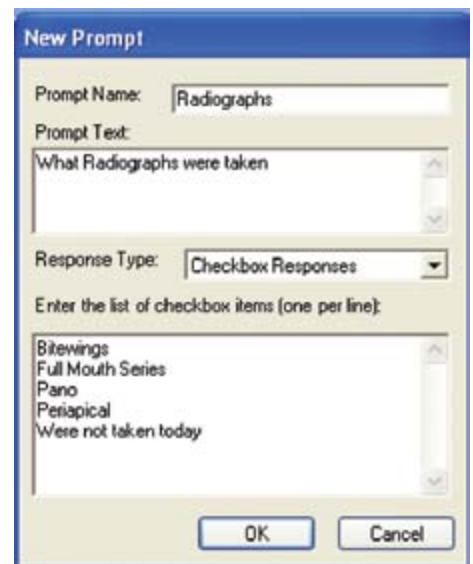 New Prompt
Prompt Name: Radiographs
Prompt Text:
What Radiographs were taken
Response Type: Checkbox Responses
Enter the list of checkbox items (one per line):
Bitewings
Full Mouth Series
Pano
Periapical
Were not taken today
OK Cancel